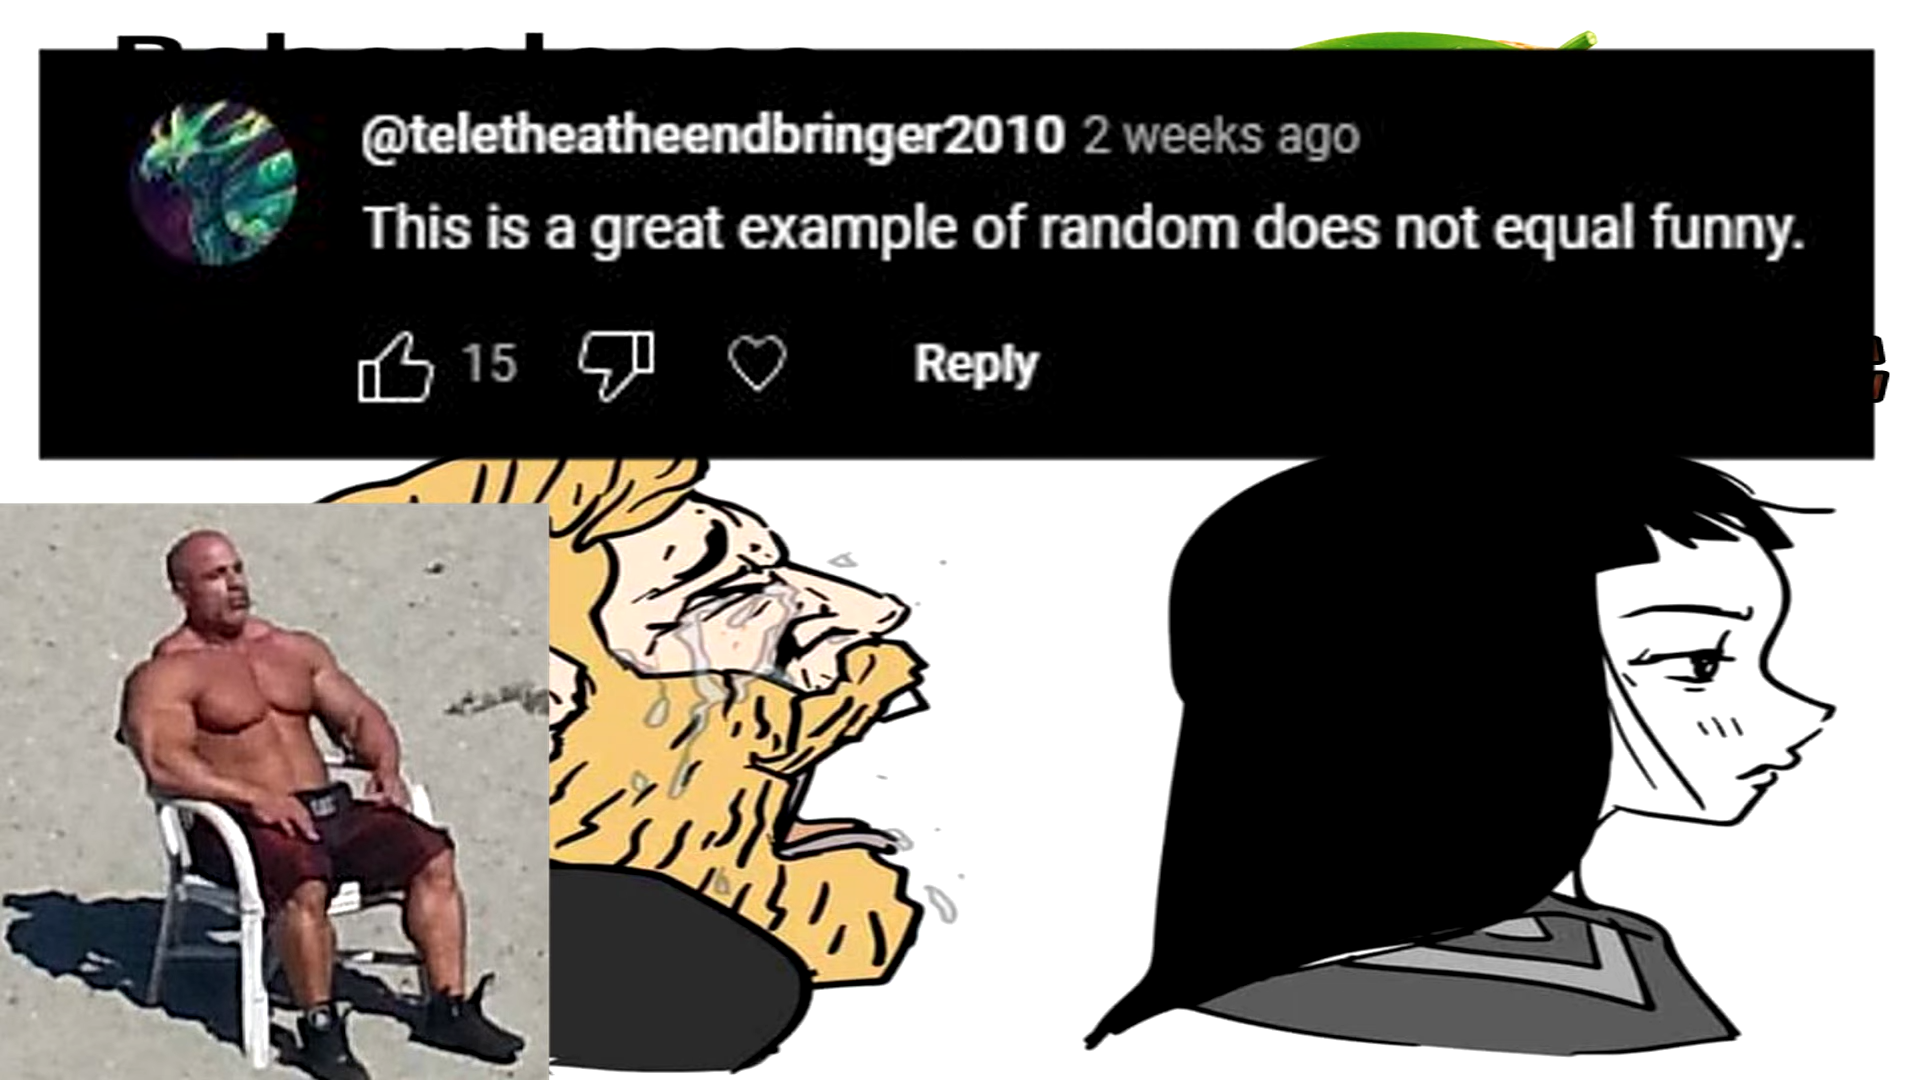 @teletheatheendbringer2010 2 weeks ago
This is a great example of random does not equal funny.
15
Reply